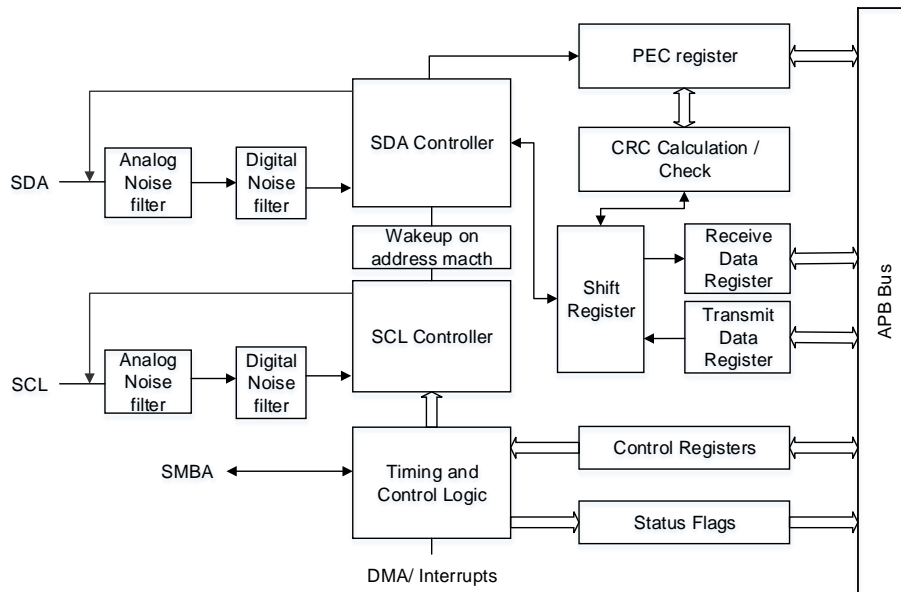 PEC register
SDA Controller
CRC Calculation /
Check
SDA
Analog
Noise
filter
Digital
Noise
filter
Wakeup on
address macth
Shift
Register
Receive
Data
Register
Transmit
Data
Register
APB Bus
SCL Controller
SCL
Analog
Noise
filter
Digital
Noise
filter
SMBA
Timing and
Control Logic
Control Registers
Status Flags
DMA/ Interrupts